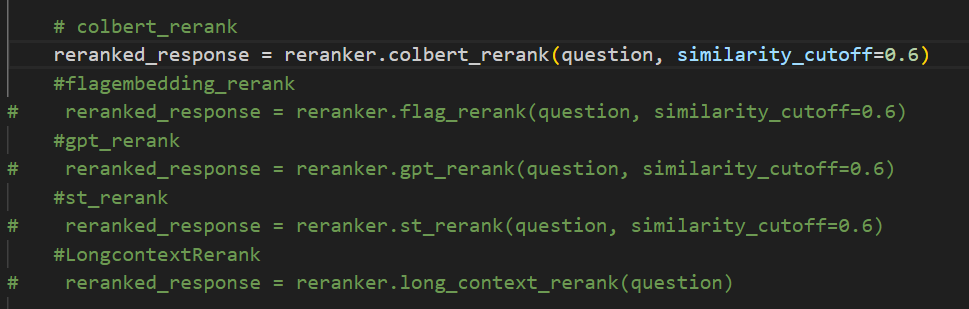 # colbert_rerank
reranked_response = reranker.colbert_rerank(question, similarity_cutoff=0.6)
#flagembedding_rerank
#    reranked_response = reranker.flag_rerank(question, similarity_cutoff=0.6)
#gpt_rerank
#    reranked_response = reranker.gpt_rerank(question, similarity_cutoff=0.6)
#st_rerank
#    reranked_response = reranker.st_rerank(question, similarity_cutoff=0.6)
#LongcontextRerank
#    reranked_response = reranker.long_context_rerank(question)